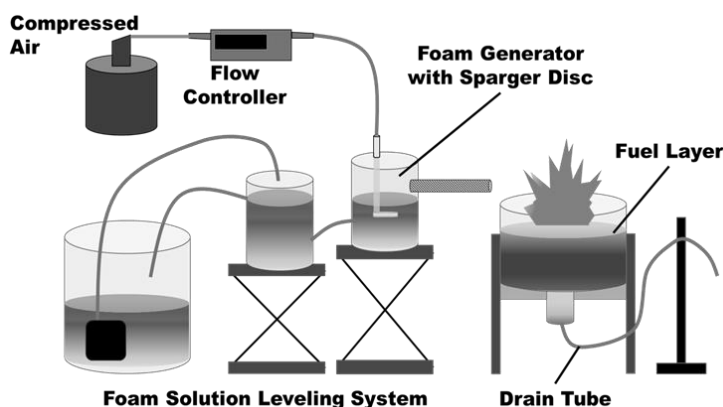 Compressed
Air
Flow
Controller
Foam Generator
with Sparger Disc
Fuel Layer
Foam Solution Leveling System
Drain Tube